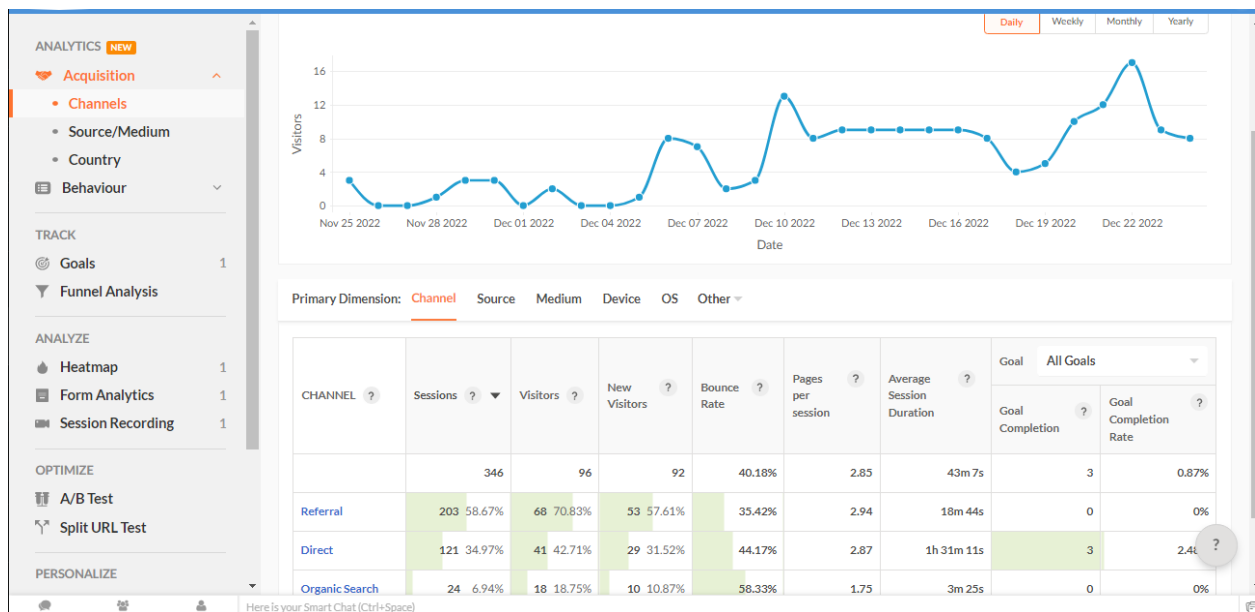 ANALYTICS NEW
Acquisition
Channels
Source/Medium
Country
Behaviour
TRACK
Goals 1
Funnel Analysis
ANALYZE
Heatmap 1
Form Analytics 1
Session Recording 1
OPTIMIZE
A/B Test
Split URL Test
PERSONALIZE
Daily Weekly Monthly Yearly
16
12
8
4
0
Visitors
Nov 25 2022 Nov 28 2022 Dec 01 2022 Dec 04 2022 Dec 07 2022 Dec 10 2022 Dec 13 2022 Dec 16 2022 Dec 19 2022 Dec 22 2022
Date
Primary Dimension: Channel Source Medium Device OS Other
CHANNEL ?
Sessions ?
Visitors ?
New ?
Visitors
Bounce ?
Rate
Pages ?
per
session
Average ?
Session
Duration
Goal All Goals
Goal ?
Completion
Goal ?
Completion
Rate
346 96 92 40.18% 2.85 43m 7s 3 0.87%
Referral 203 58.67% 68 70.83% 53 57.61% 35.42% 2.94 18m 44s 0 0%
Direct 121 34.97% 41 42.71% 29 31.52% 44.17% 2.87 1h 31m 11s 3
?
Organic Search 24 6.94% 18 18.75% 10 10.87% 58.33% 1.75 3m 25s 0 0%
Here is your Smart Chat (Ctrl+Space)